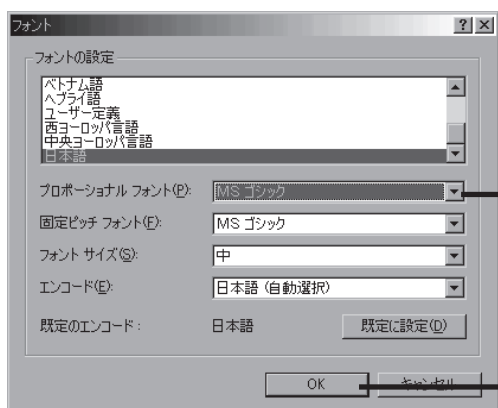 フォント
フォントの設定
ベトナム語
ヘブライ語
ユーザー定義
西ヨーロッパ言語
中央ヨーロッパ言語
日本語
プロポーショナル フォント(P): MS ゴシック
固定ピッチ フォント(F): MS ゴシック
フォント サイズ(S): 中
エンコード(E): 日本語 (自動選択)
既定のエンコード : 日本語 既定に設定(D)
OK キャンセル